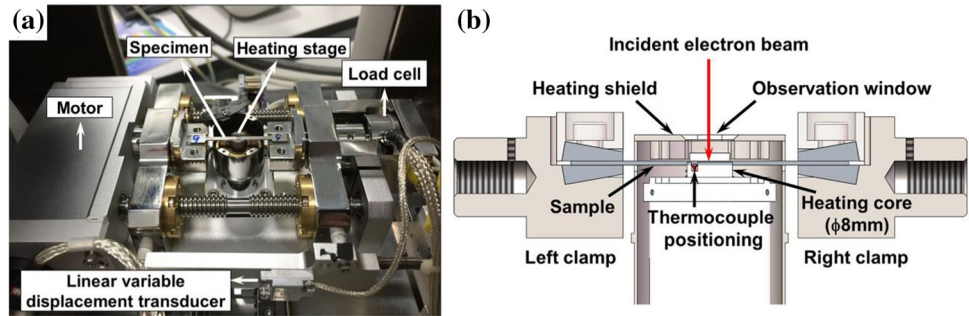 (a)
Specimen
Heating stage
Load cell
Motor
Linear variable
displacement transducer
(b)
Incident electron beam
Heating shield
Observation window
Sample
Thermocouple
positioning
Heating core
(ϕ8mm)
Left clamp
Right clamp